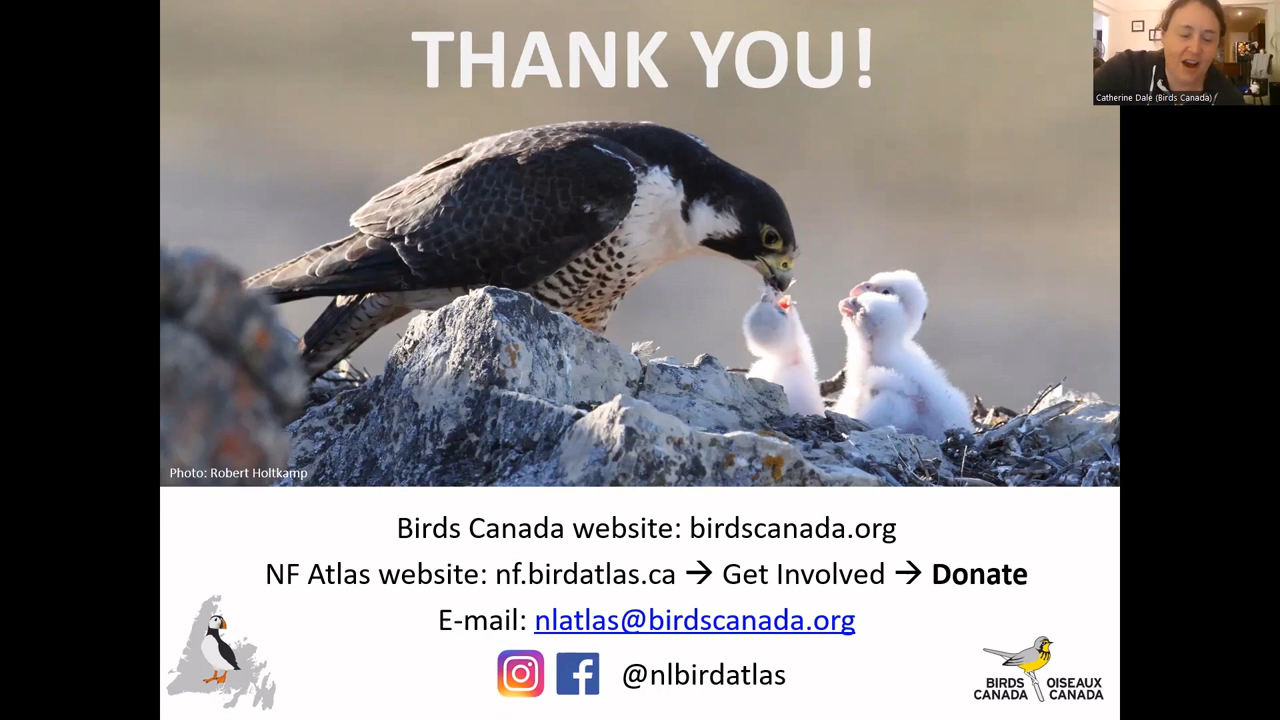 THANK YOU!
Catherine Dale (Birds Canada)
Photo: Robert Holtkamp
Birds Canada website: birdscanada.org
NF Atlas website: nf.birdatlas.ca → Get Involved → Donate
E-mail: nlatlas@birdscanada.org
@nlbirdatlas
BIRDS OISEAUX
CANADA CANADA